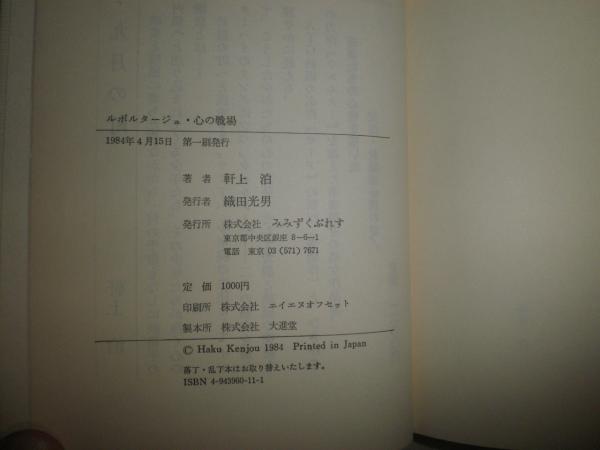 ルポルタージュ・心の戦場
1984年4月15日 第一刷発行
著者 軒上 泊
発行者 織田光男
発行所 株式会社 みみずくぷれす
東京都中央区銀座 8-6-1
電話 東京 03 (571) 7671
定価 1000円
印刷所 株式会社 エイエヌオフセット
製本所 株式会社 大進堂
© Haku Kenjou 1984 Printed in Japan
落丁・乱丁本はお取り替えいたします。
ISBN 4-943960-11-1